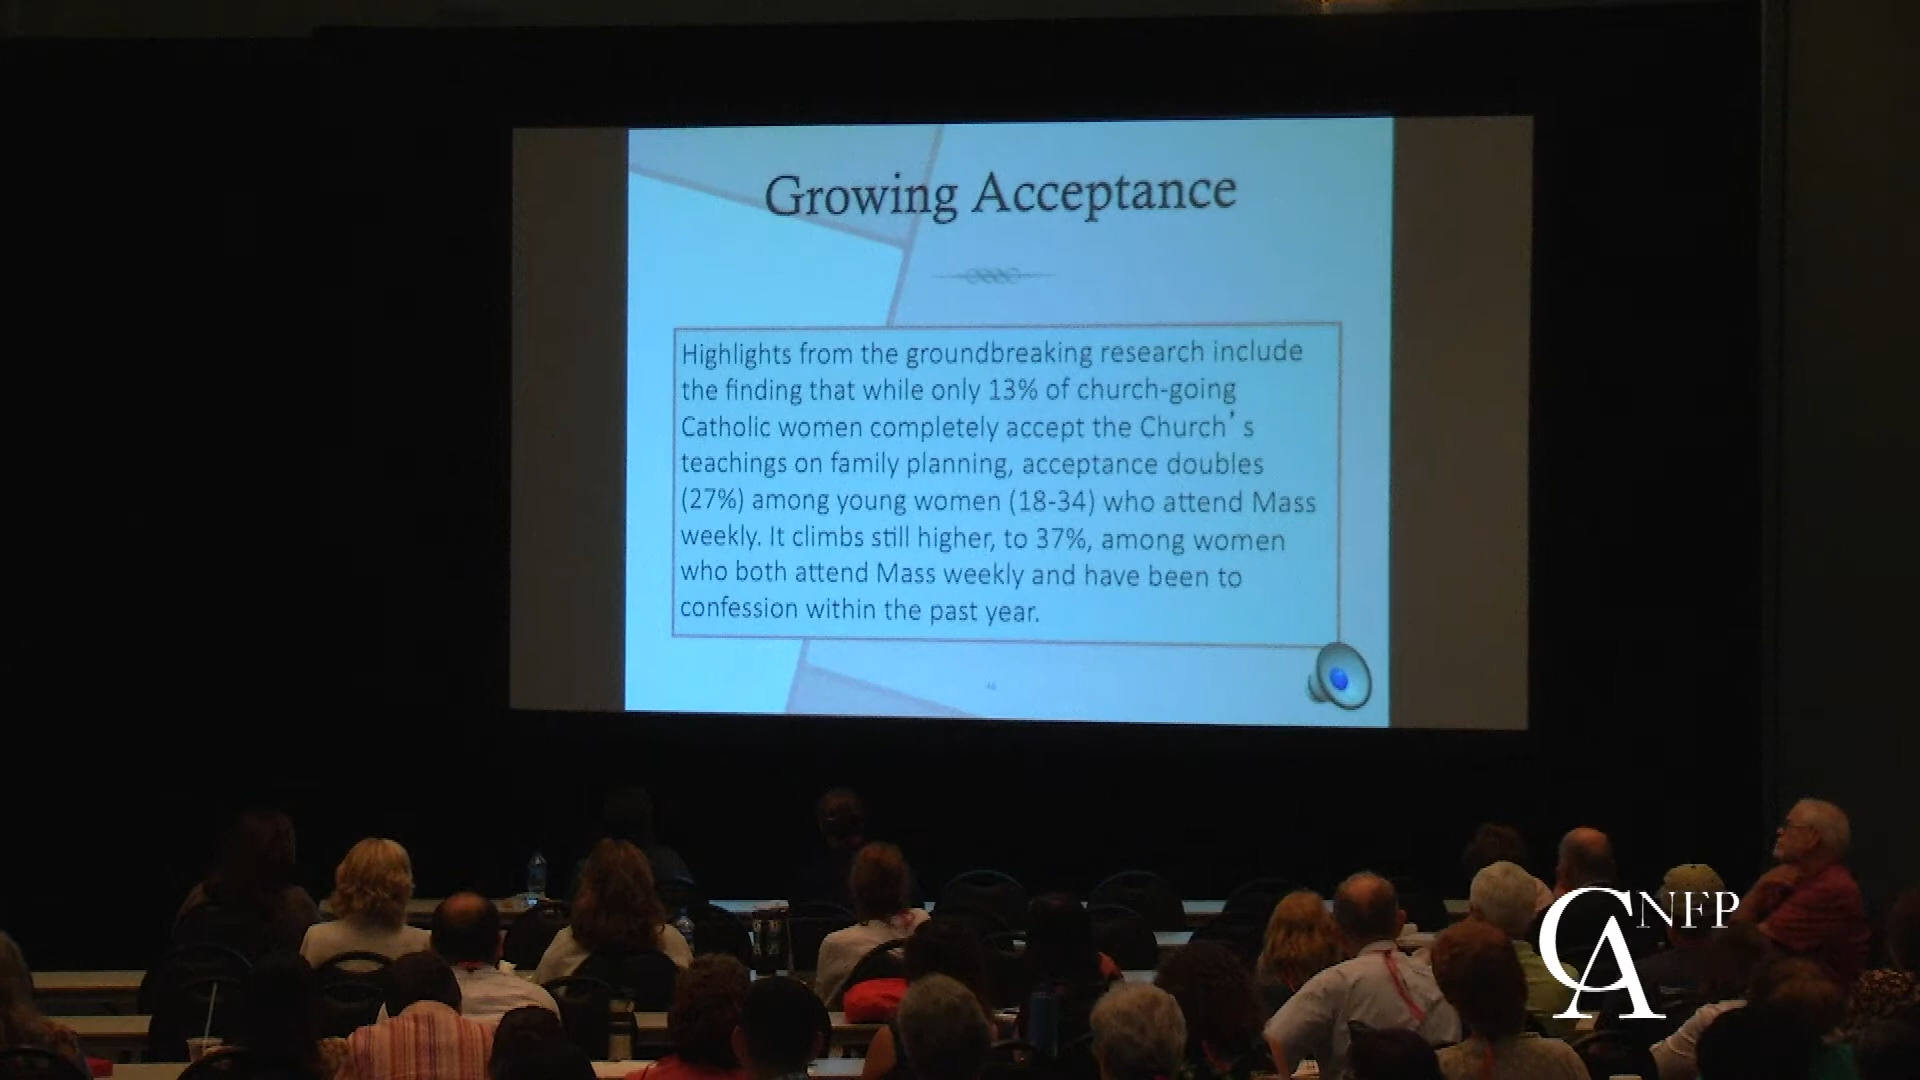 Growing Acceptance
Highlights from the groundbreaking research include
the finding that while only 13% of church-going
Catholic women completely accept the Church's
teachings on family planning, acceptance doubles
(27%) among young women (18-34) who attend Mass
weekly. It climbs still higher, to 37%, among women
who both attend Mass weekly and have been to
confession within the past year.
CANFP